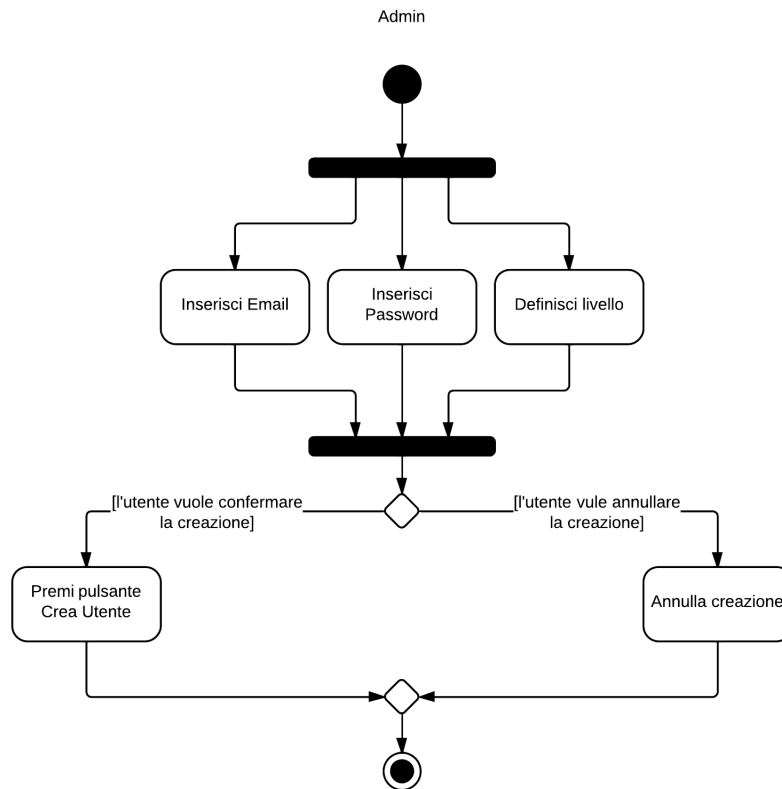 Admin
Inserisci Email
Inserisci
Password
Definisci livello
[l'utente vuole confermare
la creazione]
[l'utente vule annullare
la creazione]
Premi pulsante
Crea Utente
Annulla creazione